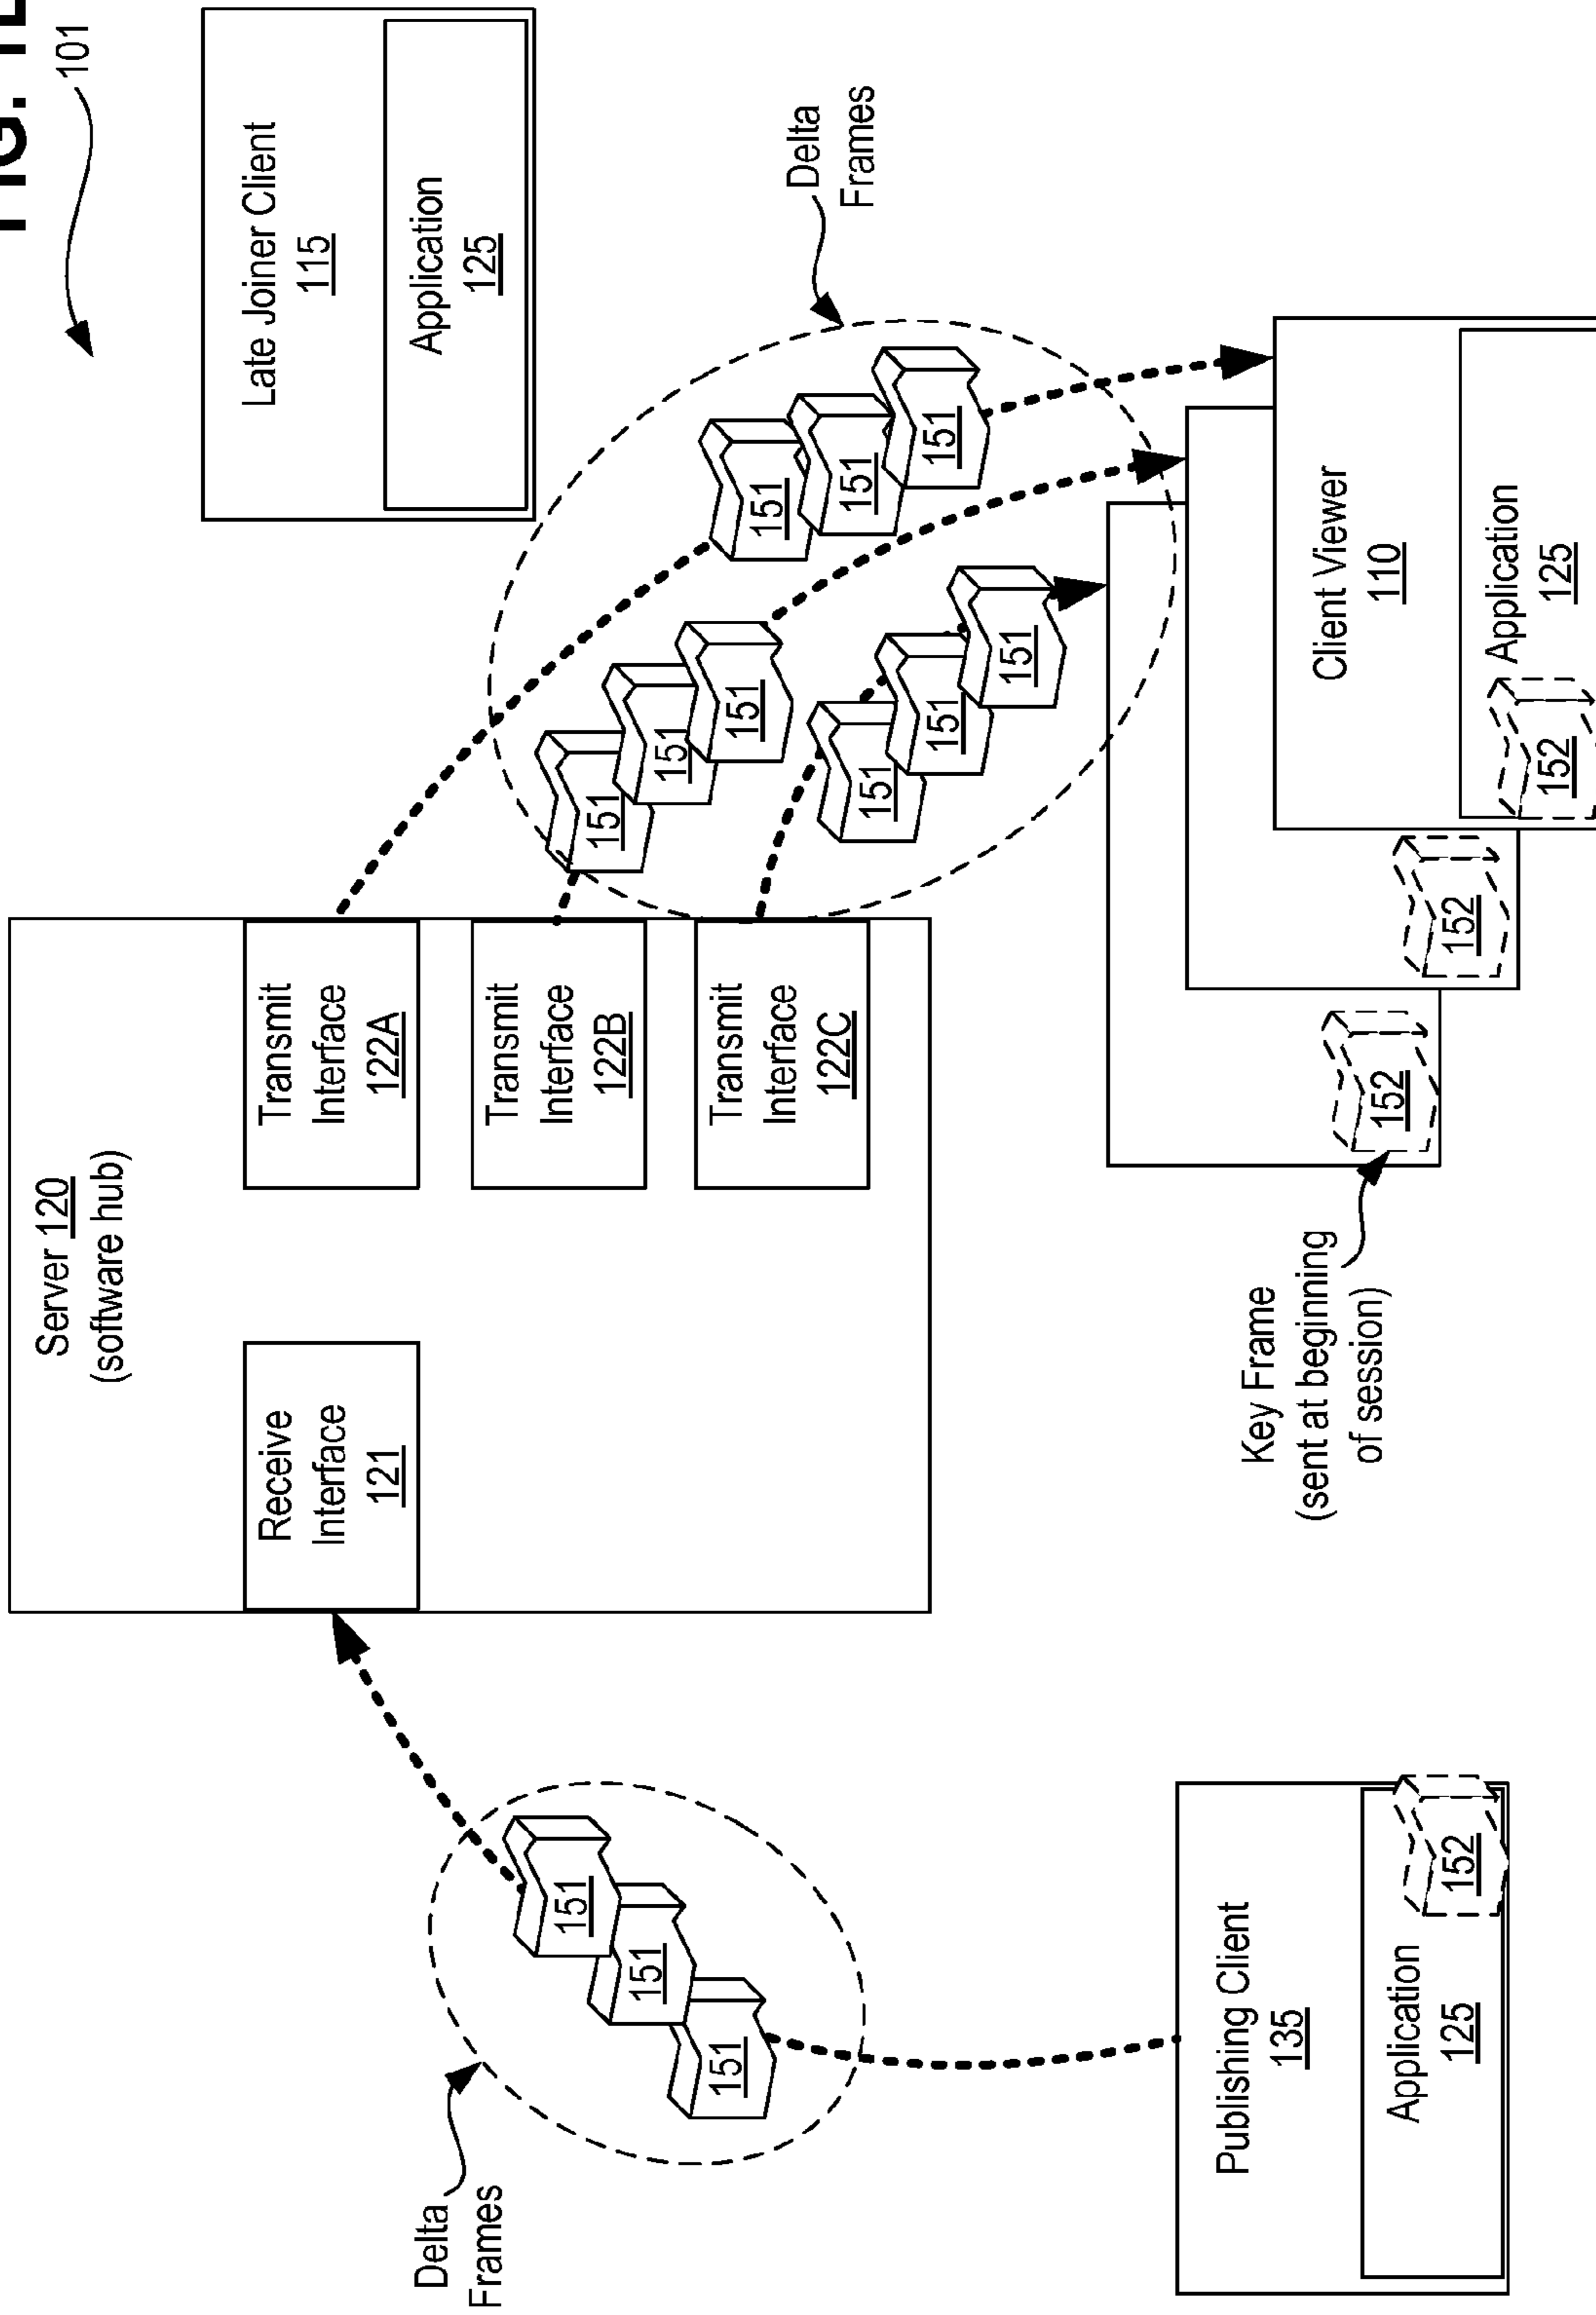 FIG.
101
Server 120
(software hub)
Receive
Interface
121
Transmit
Interface
122A
Transmit
Interface
122B
Transmit
Interface
122C
Late Joiner Client
115
Application
125
Delta
Frames
151
151
151
Delta
Frames
151
151
151
151
151
151
151
151
151
Publishing Client
135
Application
125
152
Key Frame
(sent at beginning
of session)
152
152
Client Viewer
110
Application
125
152